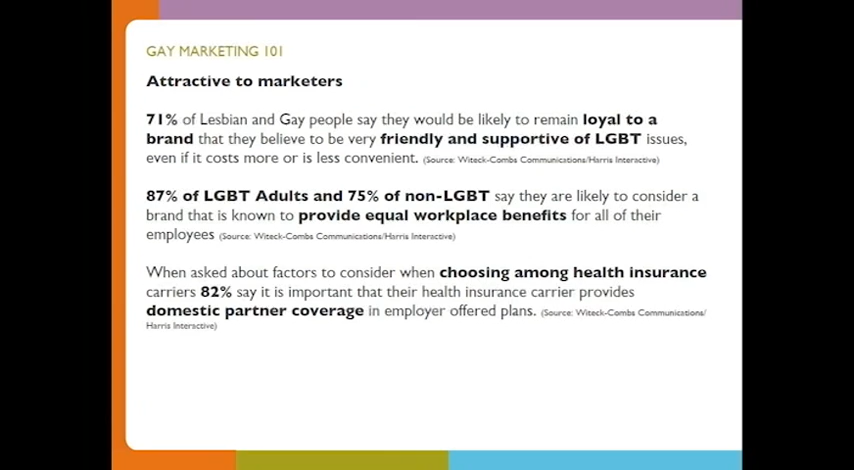 GAY MARKETING 101
Attractive to marketers
71% of Lesbian and Gay people say they would be likely to remain loyal to a
brand that they believe to be very friendly and supportive of LGBT issues,
even if it costs more or is less convenient. (Source: Witeck-Combs Communications/Harris Interactive)
87% of LGBT Adults and 75% of non-LGBT say they are likely to consider a
brand that is known to provide equal workplace benefits for all of their
employees (Source: Witeck-Combs Communications/Harris Interactive)
When asked about factors to consider when choosing among health insurance
carriers 82% say it is important that their health insurance carrier provides
domestic partner coverage in employer offered plans. (Source: Witeck-Combs Communications/
Harris Interactive)